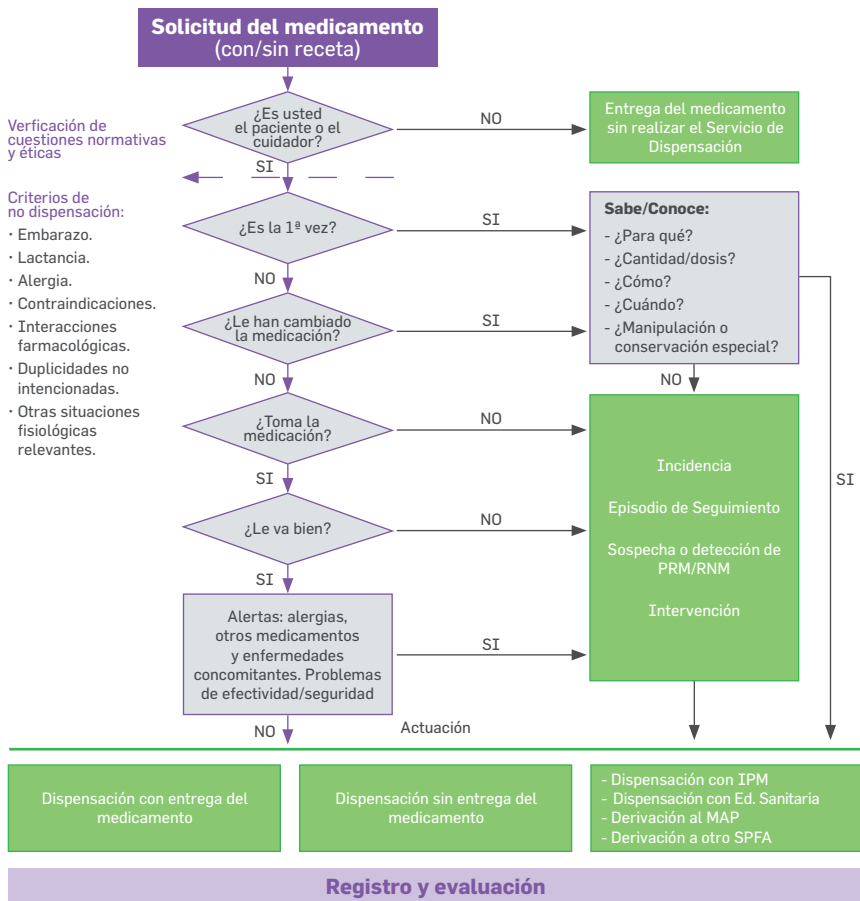 Solicitud del medicamento
(con/sin receta)
¿Es usted
el paciente o el
cuidador?
NO
Entrega del medicamento
sin realizar el Servicio de
Dispensación
Verficación de
cuestiones normativas
y éticas
SI
Criterios de
no dispensación:
· Embarazo.
· Lactancia.
· Alergia.
· Contraindicaciones.
· Interacciones
farmacológicas.
· Duplicidades no
intencionadas.
· Otras situaciones
fisiológicas
relevantes.
¿Es la 1ª vez?
SI
Sabe/Conoce:
- ¿Para qué?
- ¿Cantidad/dosis?
- ¿Cómo?
- ¿Cuándo?
- ¿Manipulación o
conservación especial?
NO
¿Le han cambiado
la medicación?
SI
NO
NO
¿Toma la
medicación?
NO
SI
Incidencia
Episodio de Seguimiento
Sospecha o detección de
PRM/RNM
Intervención
SI
¿Le va bien?
NO
SI
Alertas: alergias,
otros medicamentos
y enfermedades
concomitantes. Problemas
de efectividad/seguridad
SI
NO
Actuación
Dispensación con entrega del
medicamento
Dispensación sin entrega del
medicamento
- Dispensación con IPM
- Dispensación con Ed. Sanitaria
- Derivación al MAP
- Derivación a otro SPFA
Registro y evaluación